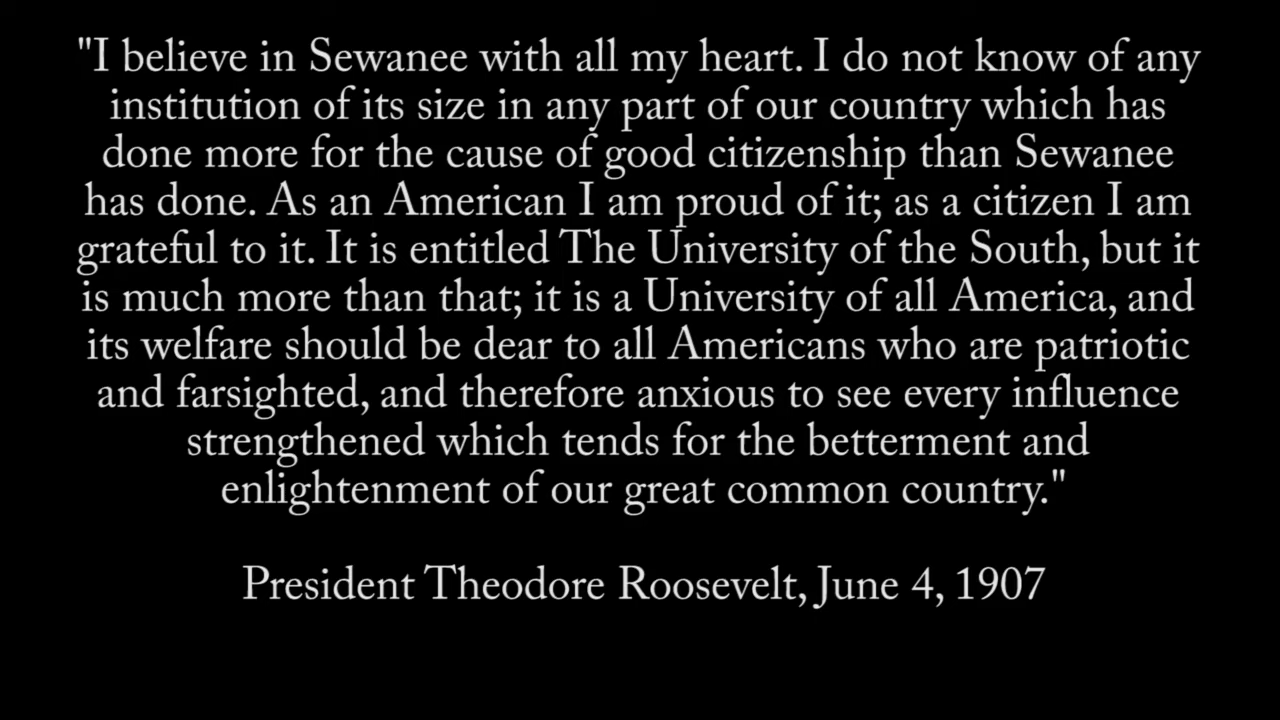 "I believe in Sewanee with all my heart. I do not know of any
institution of its size in any part of our country which has
done more for the cause of good citizenship than Sewanee
has done. As an American I am proud of it; as a citizen I am
grateful to it. It is entitled The University of the South, but it
is much more than that; it is a University of all America, and
its welfare should be dear to all Americans who are patriotic
and farsighted, and therefore anxious to see every influence
strengthened which tends for the betterment and
enlightenment of our great common country."
President Theodore Roosevelt, June 4, 1907